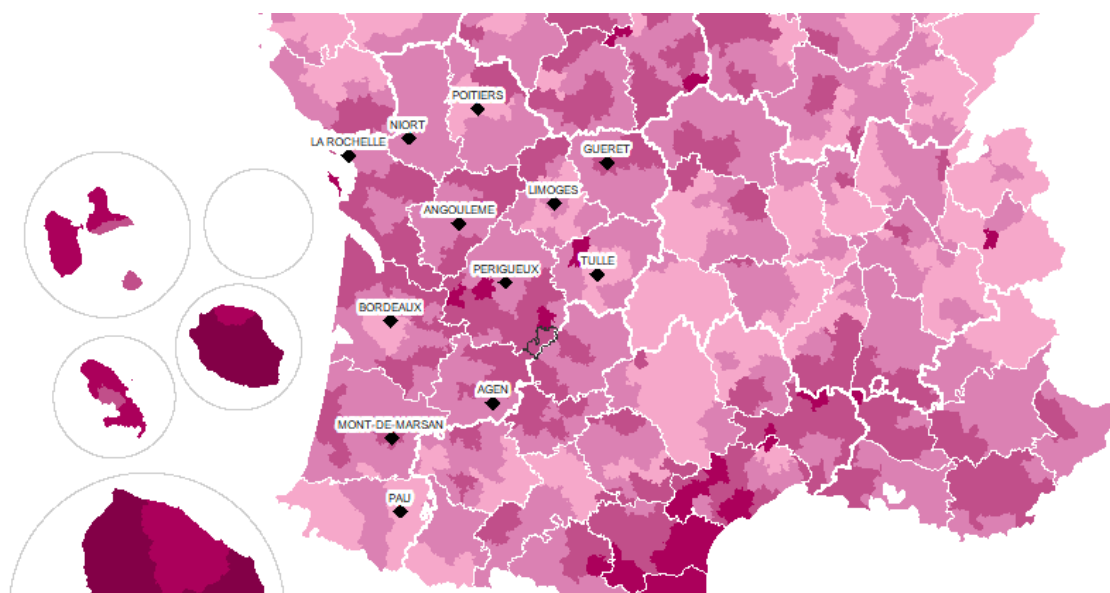 POITIERS
NIORT
LA ROCHELLE
GUERET
LIMOGES
ANGOULEME
TULLE
PERIGUEUX
BORDEAUX
AGEN
MONT-DE-MARSAN
PAU